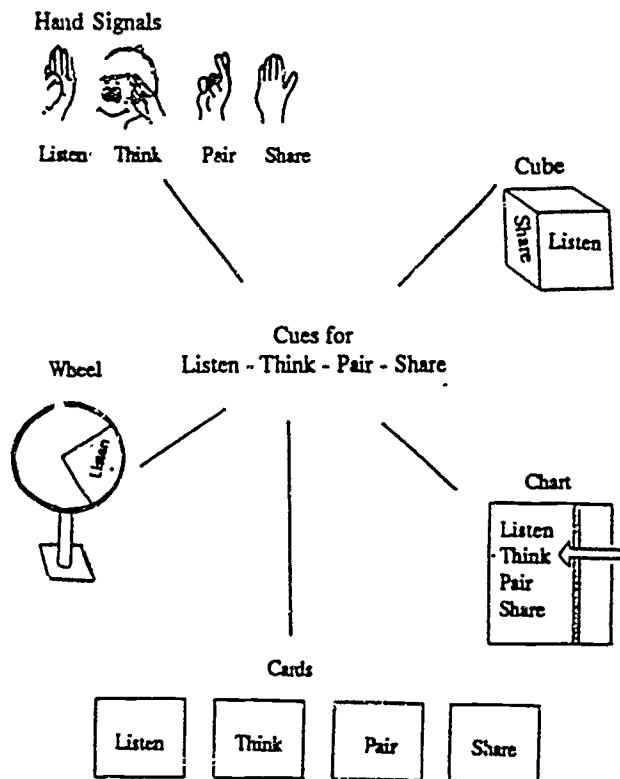 Hand Signals
Listen Think Pair Share
Cube
Share Listen
Cues for
Listen - Think - Pair - Share
Wheel
Listen
Chart
Listen
Think
Pair
Share
Cards
Listen Think Pair Share